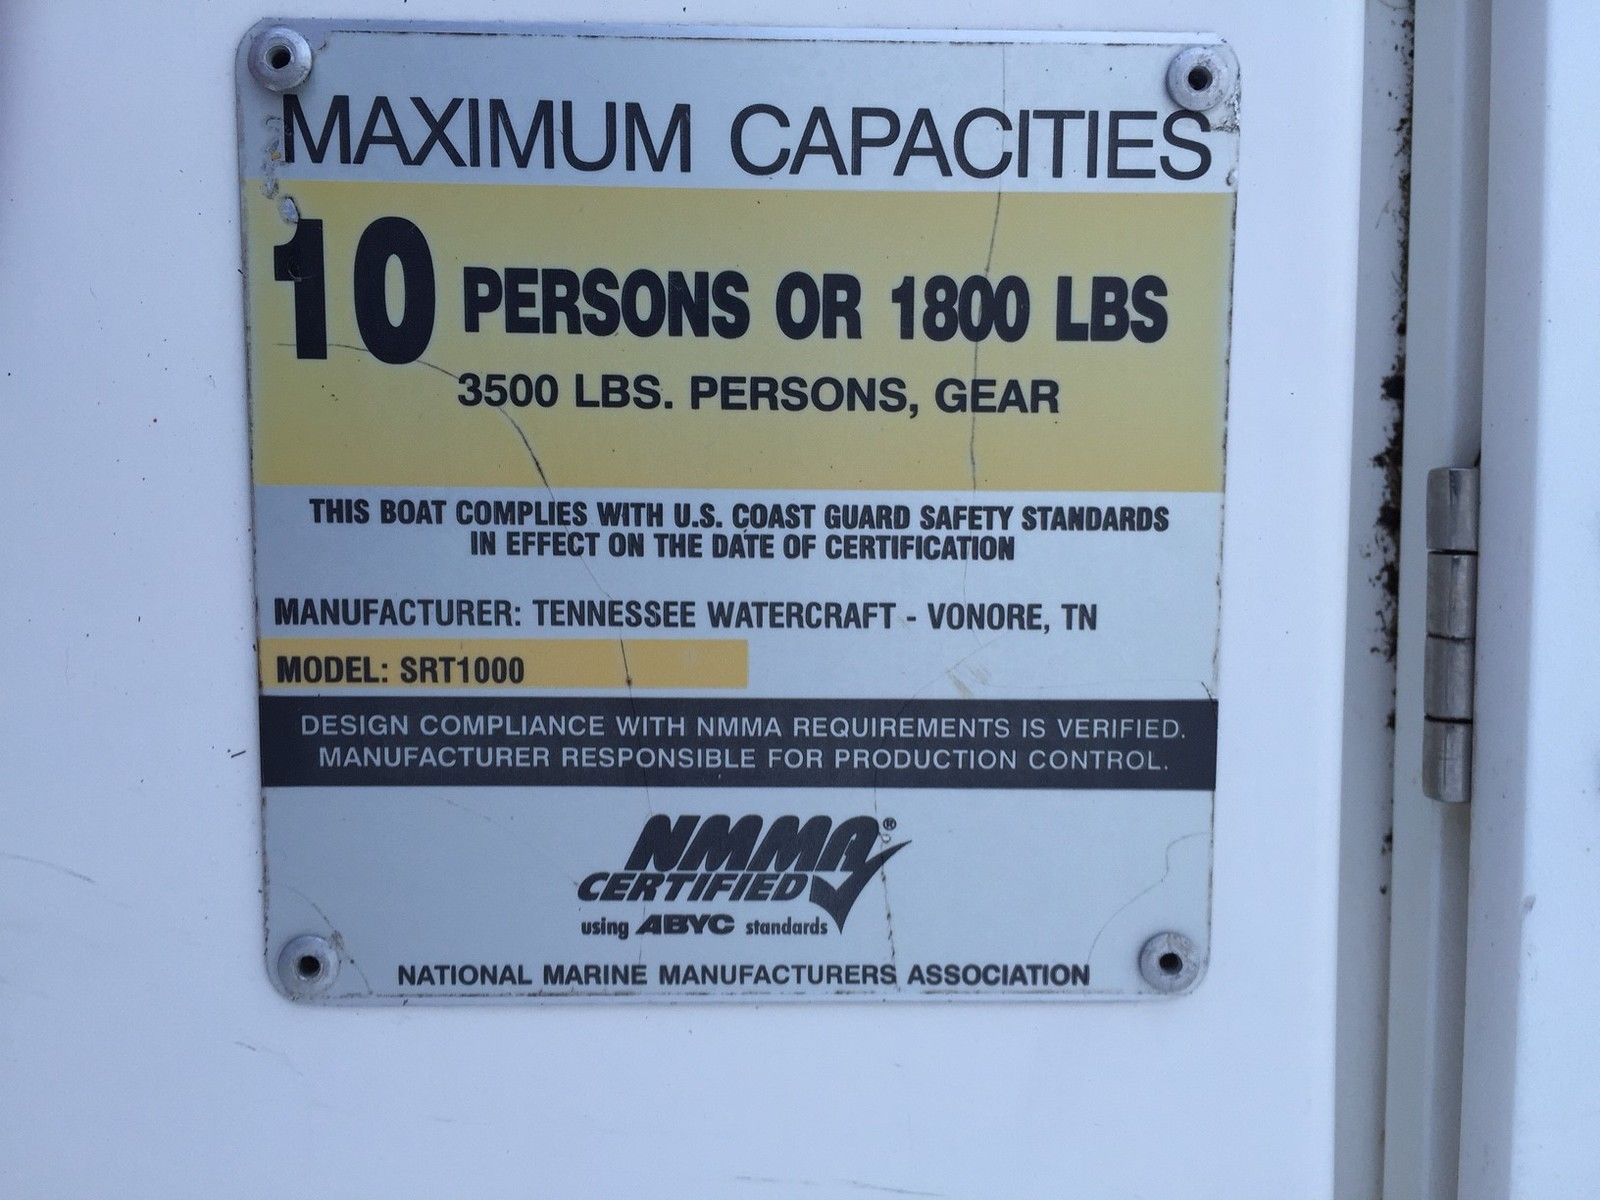 MAXIMUM CAPACITIES
10 PERSONS OR 1800 LBS
3500 LBS. PERSONS, GEAR
THIS BOAT COMPLIES WITH U.S. COAST GUARD SAFETY STANDARDS
IN EFFECT ON THE DATE OF CERTIFICATION
MANUFACTURER: TENNESSEE WATERCRAFT - VONORE, TN
MODEL: SRT1000
DESIGN COMPLIANCE WITH NMMA REQUIREMENTS IS VERIFIED.
MANUFACTURER RESPONSIBLE FOR PRODUCTION CONTROL.
NMMA®
CERTIFIED
using ABYC standards
NATIONAL MARINE MANUFACTURERS ASSOCIATION